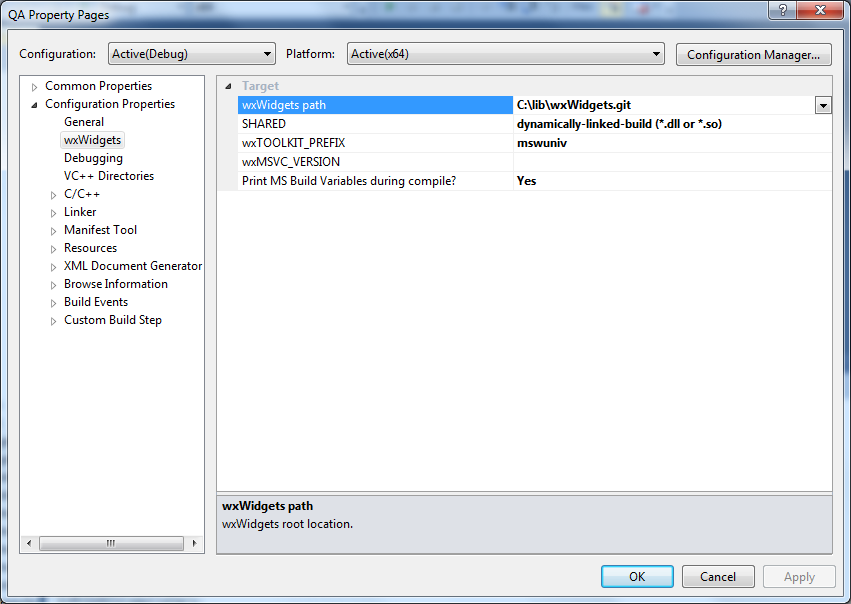 QA Property Pages
Configuration: Active(Debug) Platform: Active(x64) Configuration Manager...
Common Properties
Configuration Properties
General
wxWidgets
Debugging
VC++ Directories
C/C++
Linker
Manifest Tool
Resources
XML Document Generator
Browse Information
Build Events
Custom Build Step
Target
wxWidgets path C:\lib\wxWidgets.git
SHARED dynamically-linked-build (*.dll or *.so)
wxTOOLKIT_PREFIX mswuniv
wxMSVC_VERSION
Print MS Build Variables during compile? Yes
wxWidgets path
wxWidgets root location.
OK Cancel Apply